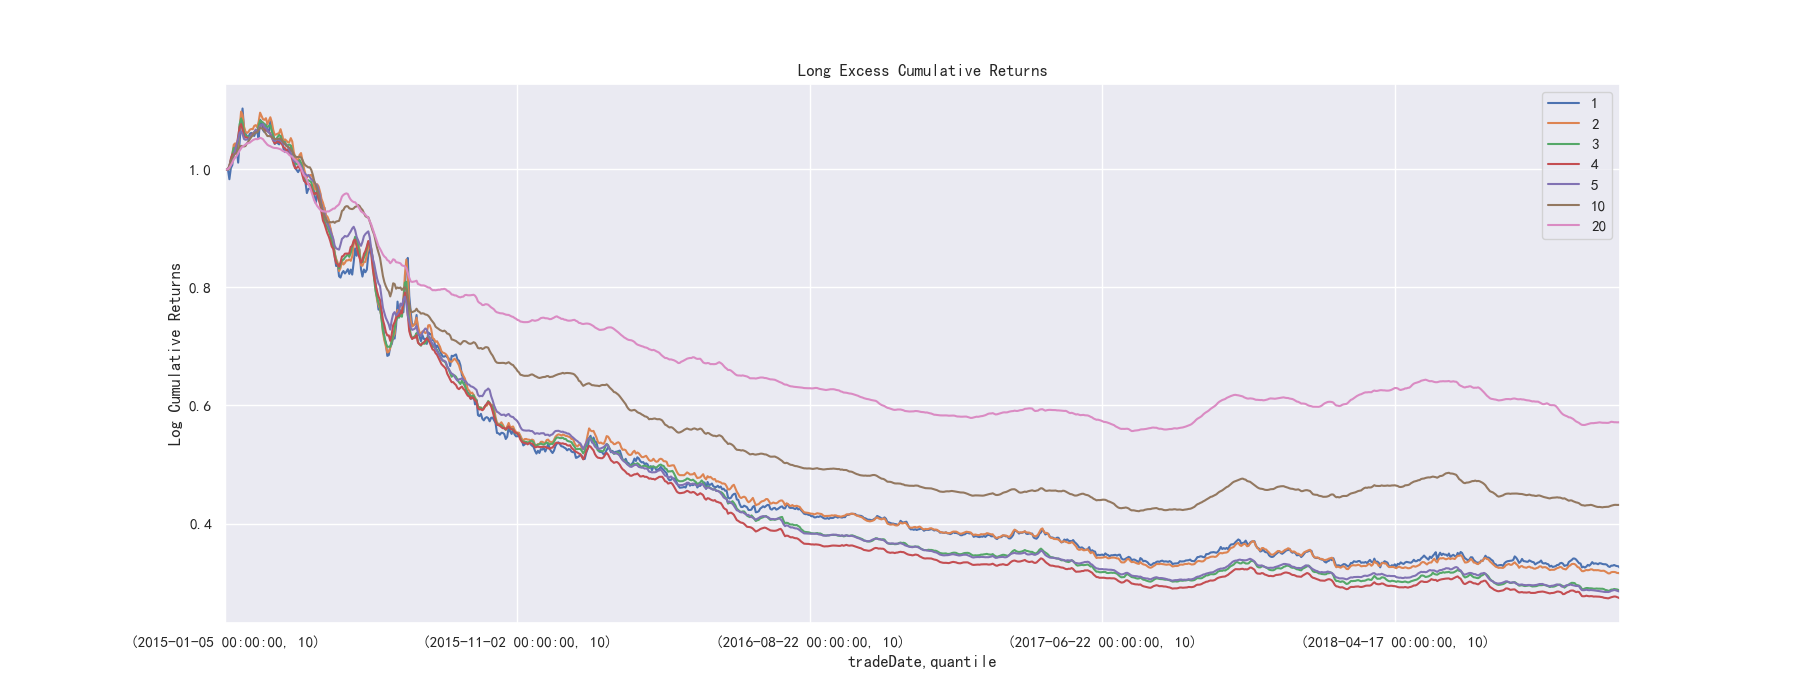 Long Excess Cumulative Returns
1
2
3
4
5
10
20
Log Cumulative Returns
1.0
0.8
0.6
0.4
(2015-01-05 00:00:00, 10)
(2015-11-02 00:00:00, 10)
(2016-08-22 00:00:00, 10)
(2017-06-22 00:00:00, 10)
(2018-04-17 00:00:00, 10)
tradeDate,quantile